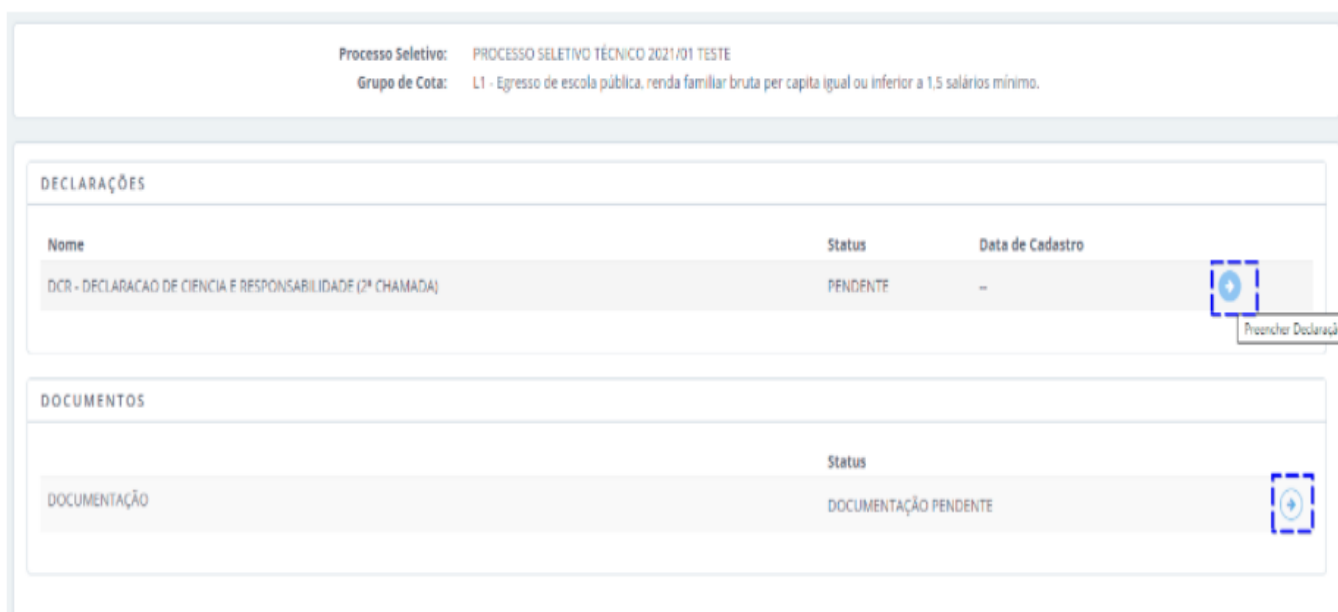 Processo Seletivo: PROCESSO SELETIVO TÉCNICO 2021/01 TESTE
Grupo de Cota: L1 - Egresso de escola pública, renda familiar bruta per capita igual ou inferior a 1,5 salários mínimo.
DECLARAÇÕES
Nome Status Data de Cadastro
DCR - DECLARACAO DE CIENCIA E RESPONSABILIDADE (2ª CHAMADA) PENDENTE --
Preencher Declaraçã
DOCUMENTOS
Status
DOCUMENTAÇÃO DOCUMENTAÇÃO PENDENTE